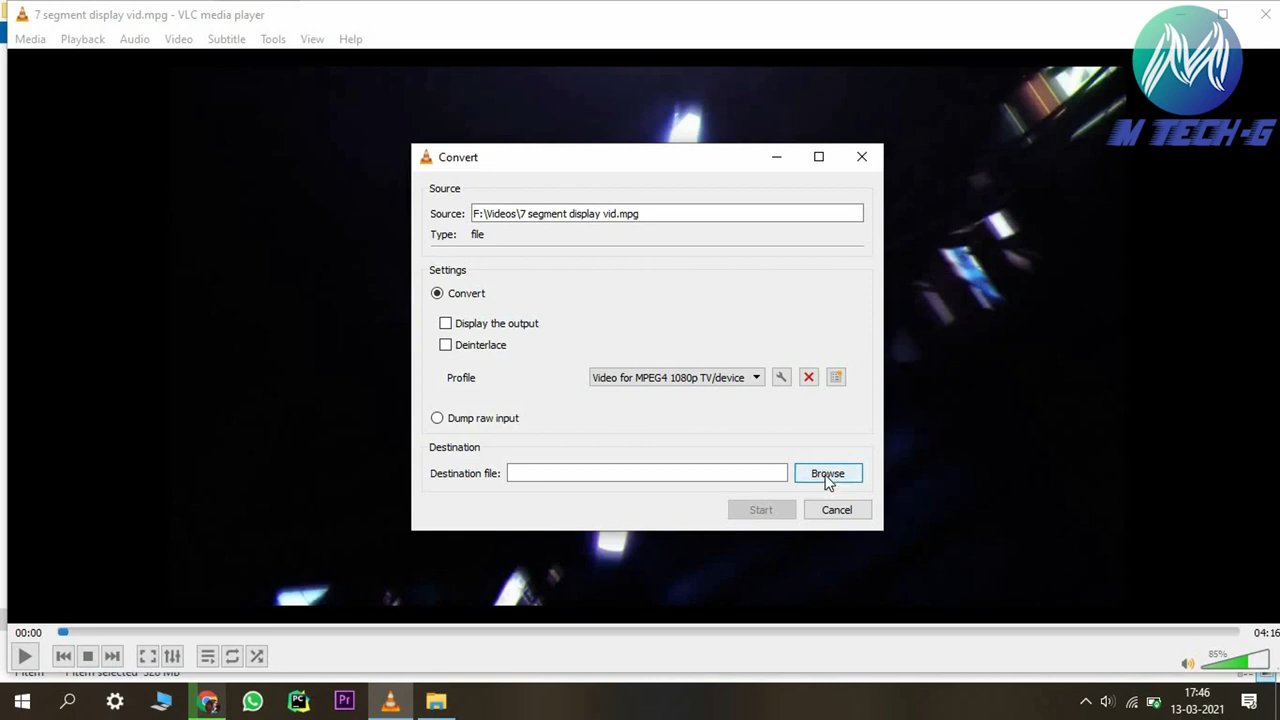 7 segment display vid.mpg - VLC media player
Media Playback Audio Video Subtitle Tools View Help
M TECH-G
Convert
Source
Source: F:\Videos\7 segment display vid.mpg
Type: file
Settings
Convert
Display the output
Deinterlace
Profile Video for MPEG4 1080p TV/device
Dump raw input
Destination
Destination file: Browse
Start Cancel
00:00 04:16
85%
PC Pr
17:46
13-03-2021